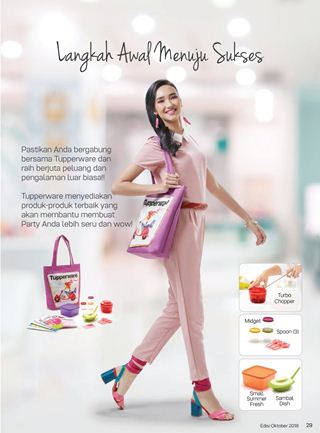 Langkah Awal Menuju Sukses
Pastikan Anda bergabung
bersama Tupperware dan
raih berjuta peluang dan
pengalaman luar biasa!!
Tupperware menyediakan
produk-produk terbaik yang
akan membantu membuat
Party Anda lebih seru dan wow!
Tupperware
Tupperware
Turbo
Chopper
Midget
Spoon (3)
Small
Summer
Fresh
Sambal
Dish
Edisi Oktober 2018 29